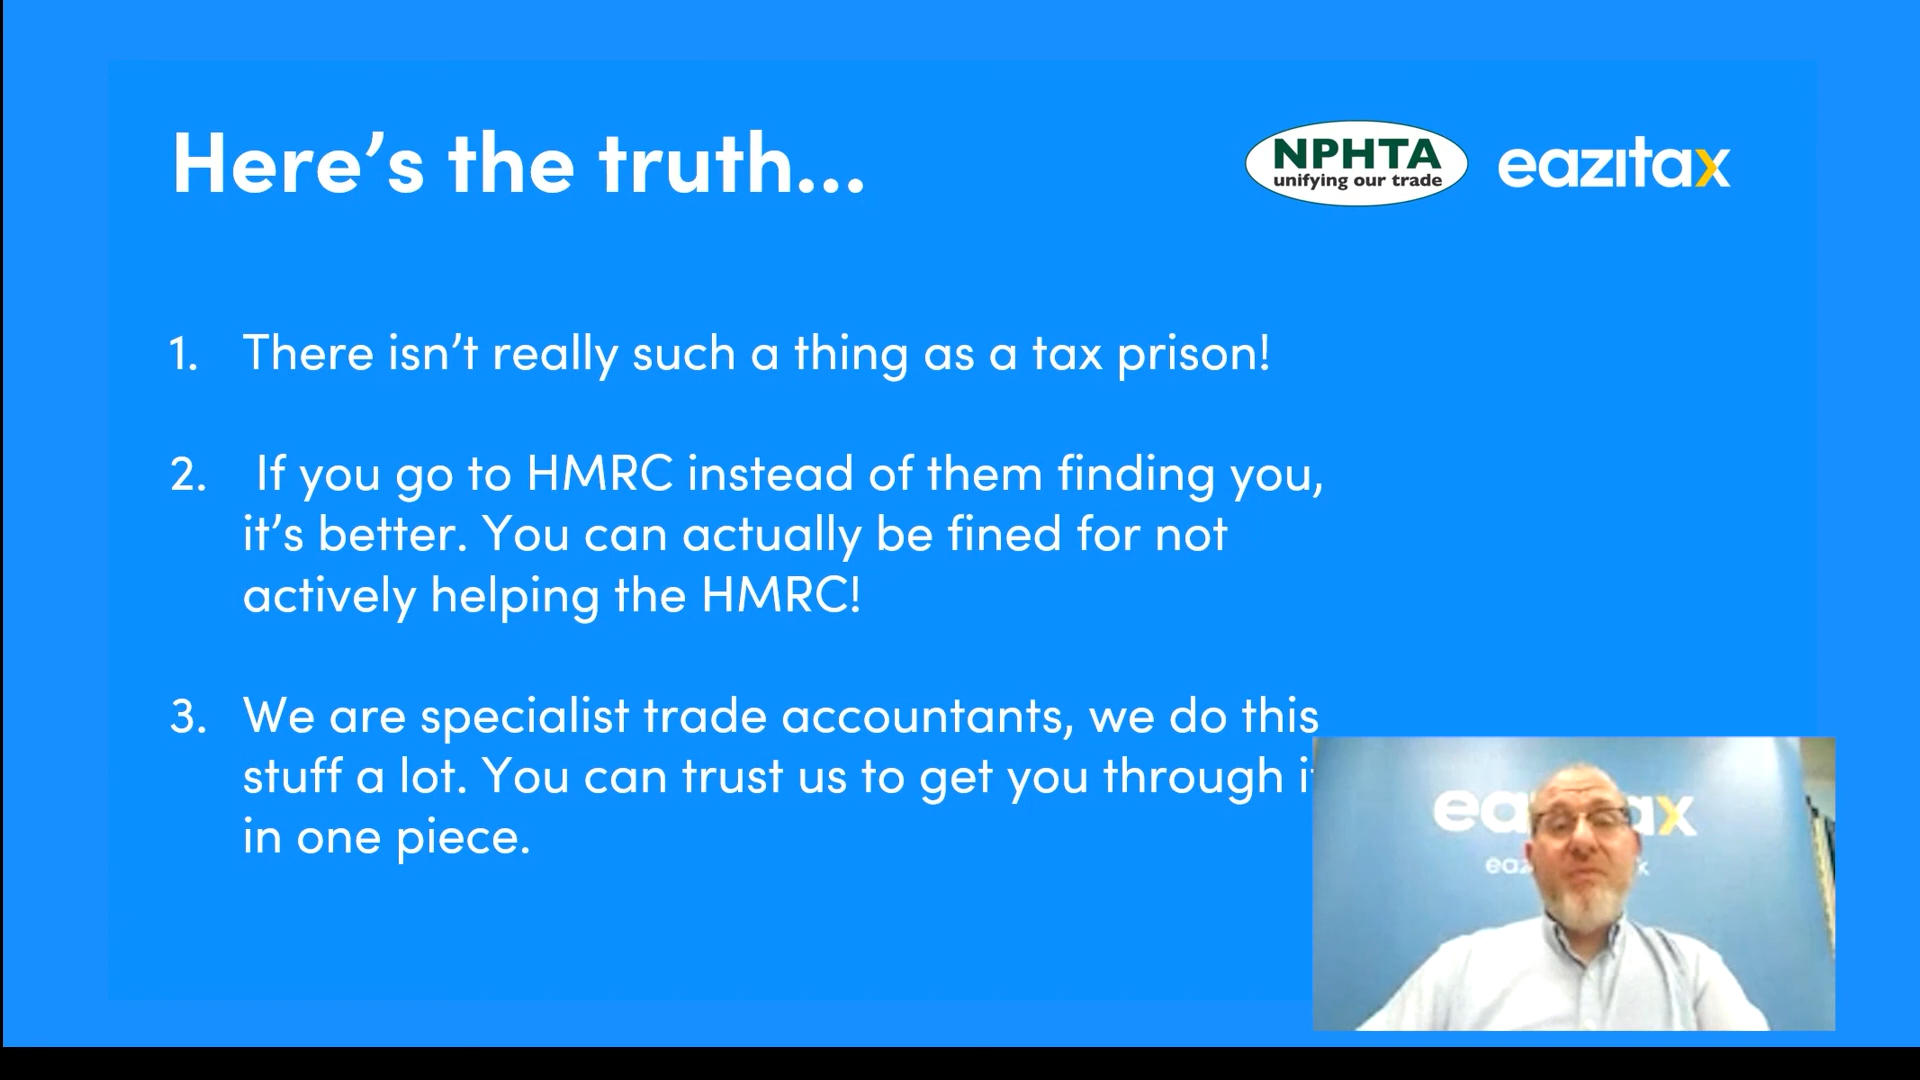 Here's the truth...
NPHTA
unifying our trade
eazitax
1. There isn't really such a thing as a tax prison!
2. If you go to HMRC instead of them finding you,
it's better. You can actually be fined for not
actively helping the HMRC!
3. We are specialist trade accountants, we do this
stuff a lot. You can trust us to get you through
in one piece.